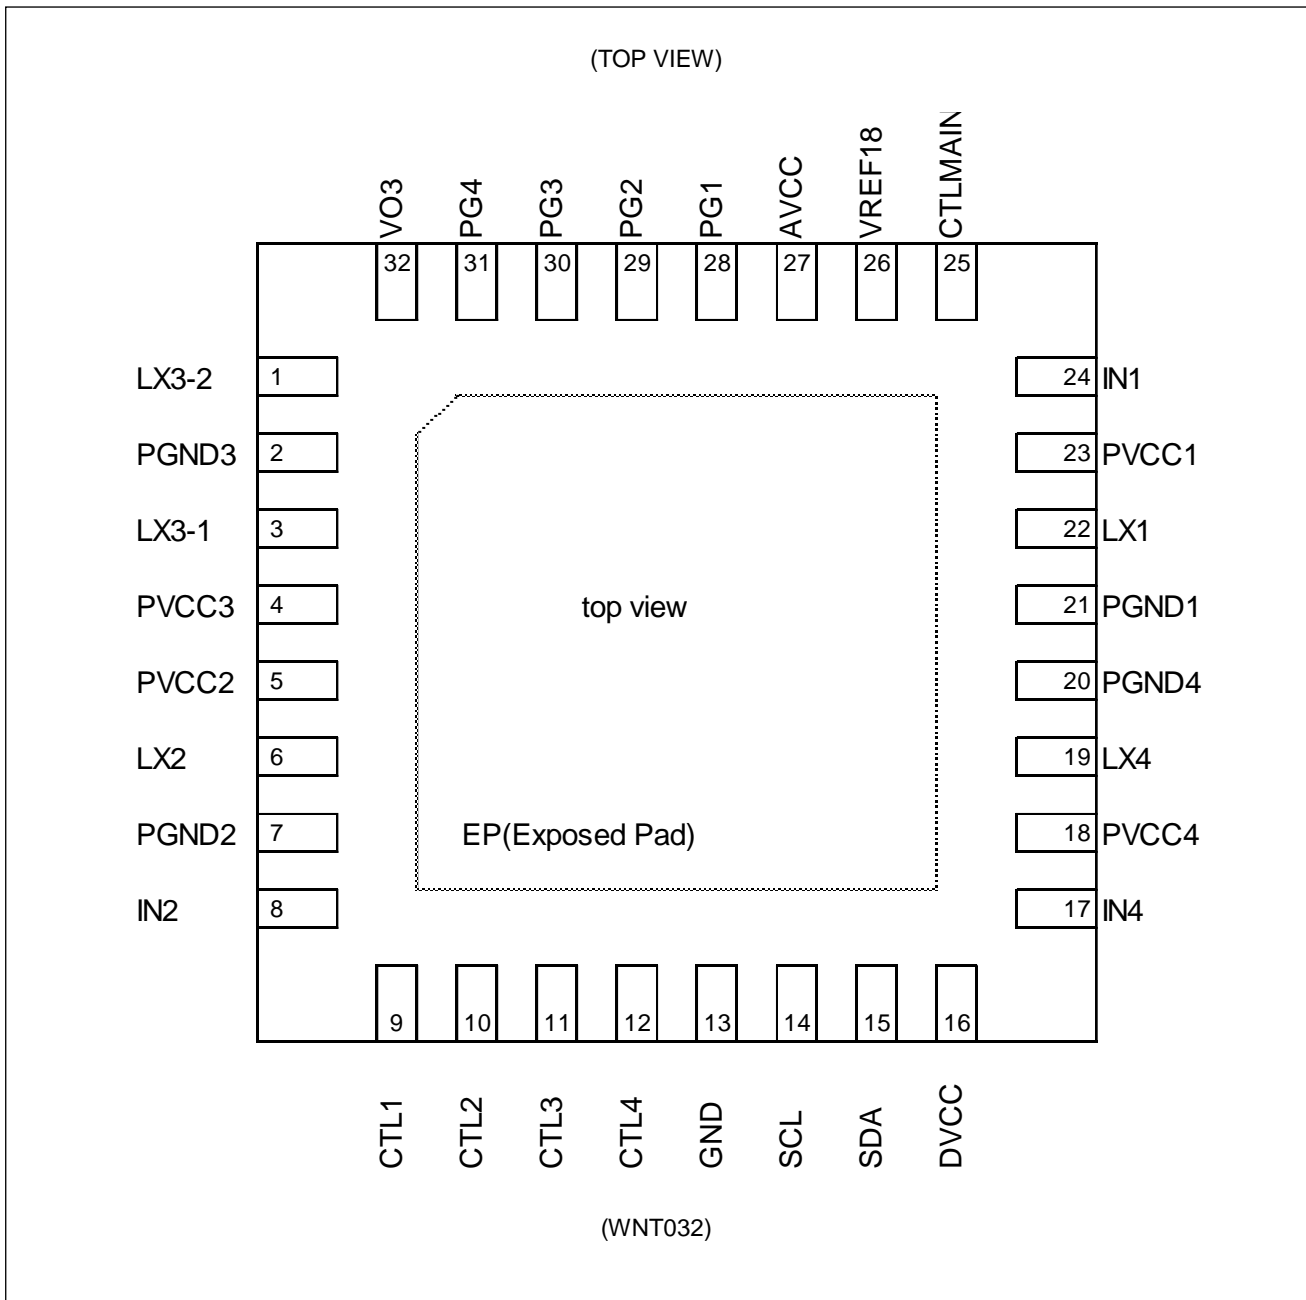 (TOP VIEW)
VO3
PG4
PG3
PG2
PG1
AVCC
VREF18
CTLMAIN
32 31 30 29 28 27 26 25
LX3-2 1 24 IN1
PGND3 2 23 PVCC1
LX3-1 3 22 LX1
PVCC3 4 top view 21 PGND1
PVCC2 5 20 PGND4
LX2 6 19 LX4
PGND2 7 EP(Exposed Pad) 18 PVCC4
IN2 8 17 IN4
9 10 11 12 13 14 15 16
CTL1
CTL2
CTL3
CTL4
GND
SCL
SDA
DVCC
(WNT032)